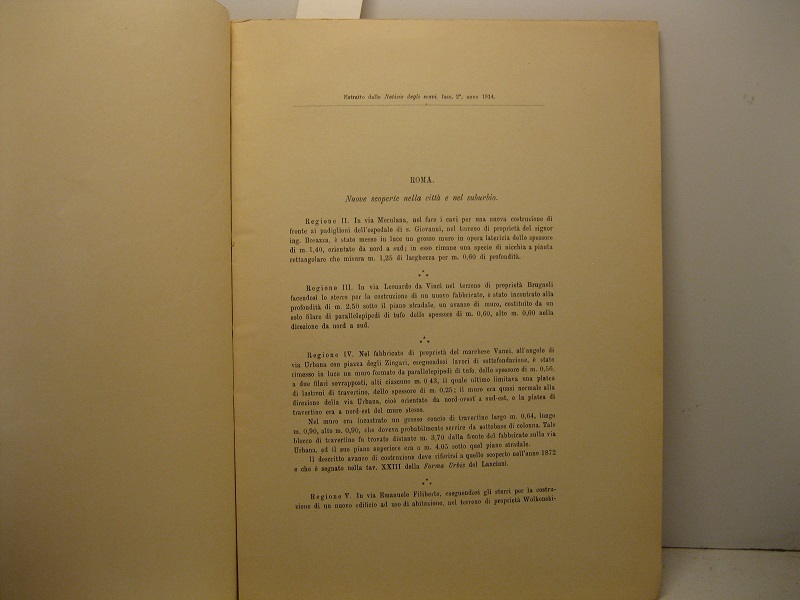 Estratto dalle Notizie degli scavi, fasc. 2°, anno 1914.
ROMA.
Nuove scoperte nella città e nel suburbio.
Regione II. In via Merulana, nel fare i cavi per una nuova costruzione di
fronte ai padiglioni dell'ospedale di s. Giovanni, nel terreno di proprietà del signor
ing. è stato messo in luce un grosso muro in opera laterizia dello spessore
di m. 1,40, orientato da nord a sud; in esso rimane una specie di nicchia a pianta
rettangolare che misura m. 1,25 di larghezza per m. 0,60 di profondità.
Regione III. In via Leonardo da Vinci nel terreno di proprietà Brugnoli
facendosi lo sterro per la costruzione di un nuovo fabbricato, è stato incontrato alla
profondità di m. 2,50 sotto il piano stradale, un avanzo di muro, costituito da un
solo filare di parallelepipedi di tufo dello spessore di m. 0,60, alto m. 0,60 nella
direzione da nord a sud.
Regione IV. Nel fabbricato di proprietà del marchese Vanni, all'angolo di
via Urbana con piazza degli Zingari, eseguendosi lavori di sottofondazione, è stato
rimesso in luce un muro formato da parallelepipedi di tufo, dello spessore di m. 0,56,
a due filari sovrapposti, alti ciascuno m. 0,43, il quale ultimo limitava una platea
di lastroni di travertino, dello spessore di m. 0,25; il muro era quasi normale alla
direzione della via Urbana, cioè orientato da nord-ovest a sud-est, e la platea di
travertino era a nord-est del muro stesso.
Nel muro era incastrato un grosso concio di travertino largo m. 0,64, lungo
m. 0,90, alto m. 0,90, che doveva probabilmente servire da sottobase di colonna. Tale
blocco di travertino fu trovato distante m. 3,70 dalla fronte del fabbricato sulla via
Urbana, ed il suo piano superiore era a m. 4,05 sotto quel piano stradale.
Il descritto avanzo di costruzione deve riferirsi a quello scoperto nell'anno 1872
e che è segnato nella tav. XXIII della Forma Urbis del Lanciani.
Regione V. In via Emanuele Filiberto, eseguendosi gli sterri per la costru-
zione di un nuovo edificio ad uso di abitazione, nel terreno di proprietà Wolkonski-